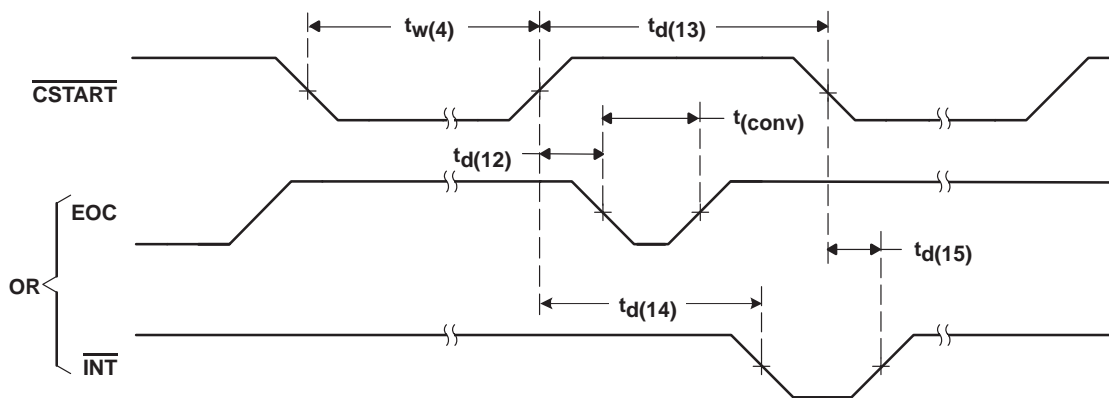 tw(4)
td(13)
CSTART
t(conv)
td(12)
EOC
td(15)
OR
td(14)
INT